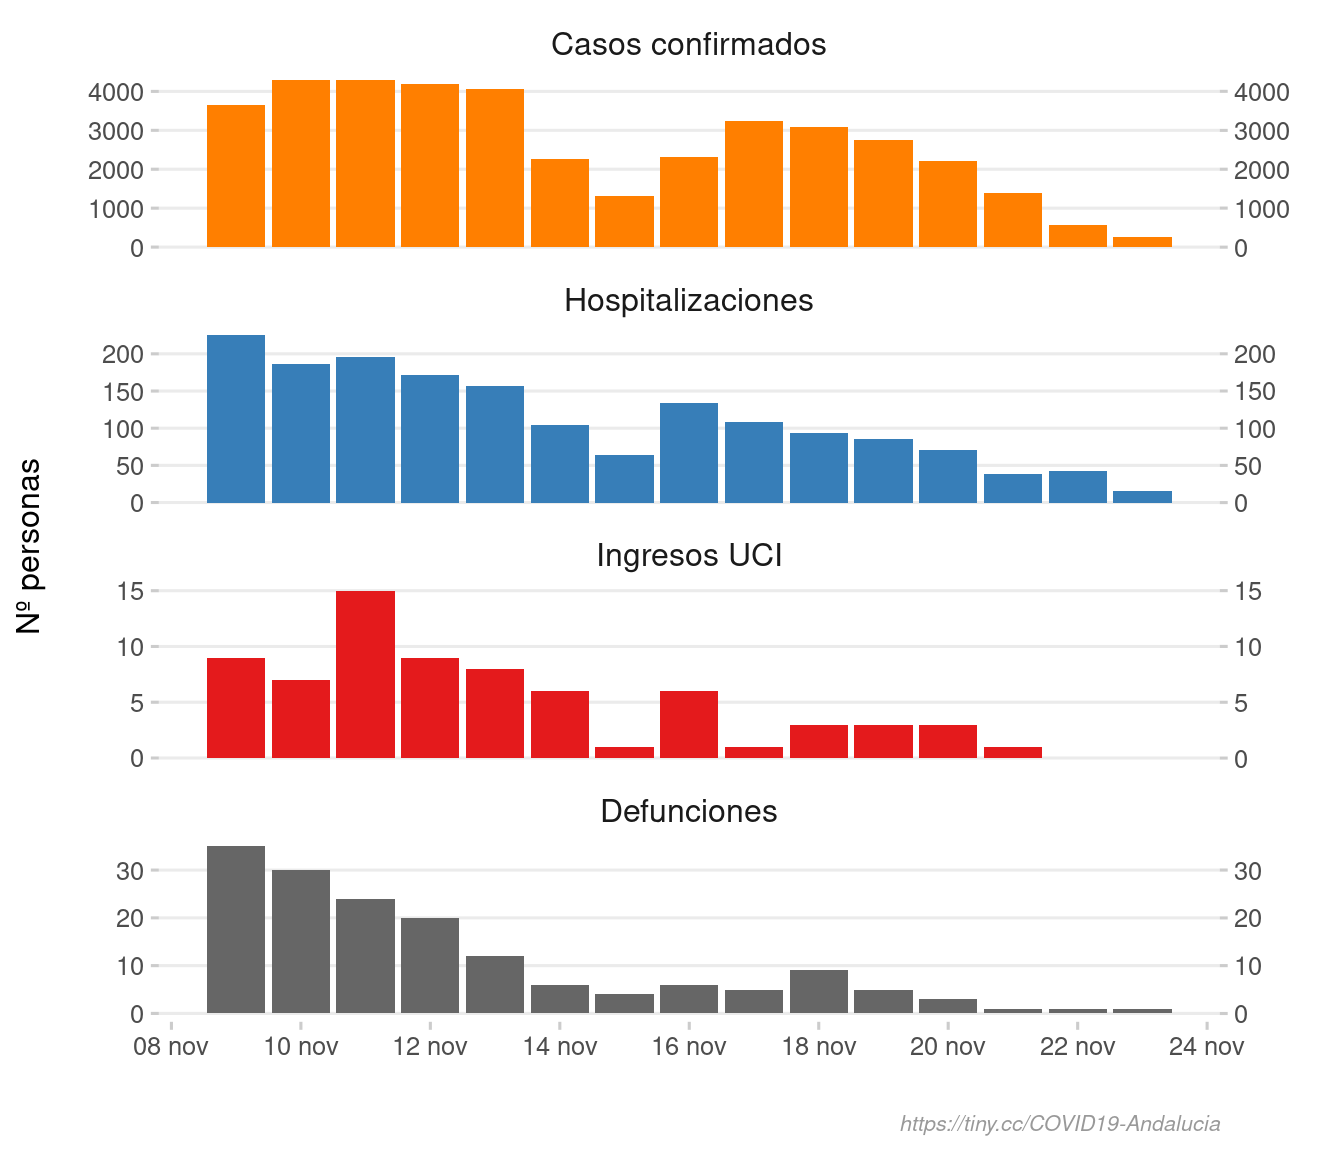 Casos confirmados
4000 4000
3000 3000
2000 2000
1000 1000
0 0
Hospitalizaciones
200 200
150 150
100 100
50 50
0 0
Nº personas
Ingresos UCI
15 15
10 10
5 5
0 0
Defunciones
30 30
20 20
10 10
0 0
08 nov 10 nov 12 nov 14 nov 16 nov 18 nov 20 nov 22 nov 24 nov
https://tiny.cc/COVID19-Andalucia